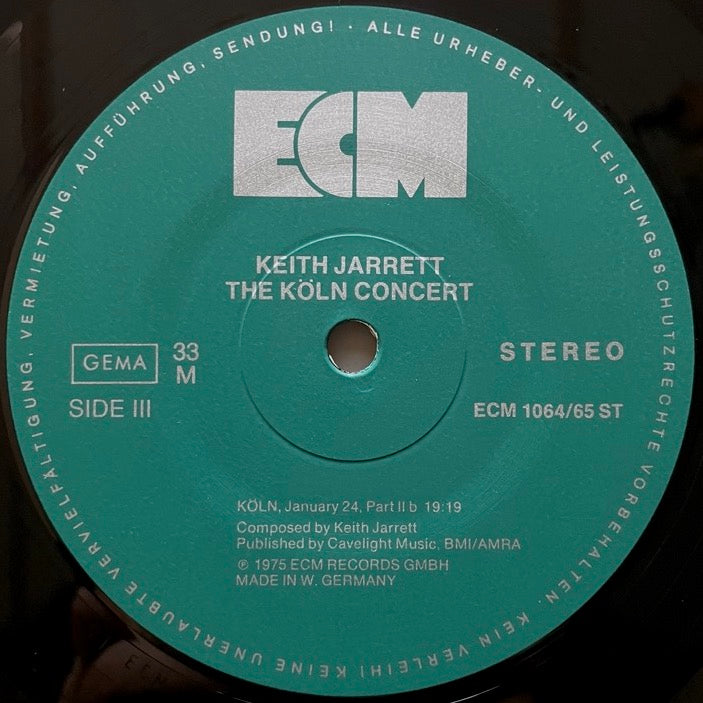 ALLE URHEBER- UND LEISTUNGSSCHUTZRECHTE VORBEHALTEN. KEIN VERLEIH! KEINE UNERLAUBTE VERVIELFÄLTIGUNG, VERMIETUNG, AUFFÜHRUNG, SENDUNG! ·
ECM
KEITH JARRETT
THE KÖLN CONCERT
GEMA
33
M
STEREO
SIDE III
ECM 1064/65 ST
KÖLN, January 24, Part II b 19:19
Composed by Keith Jarrett
Published by Cavelight Music, BMI/AMRA
℗ 1975 ECM RECORDS GMBH
MADE IN W. GERMANY